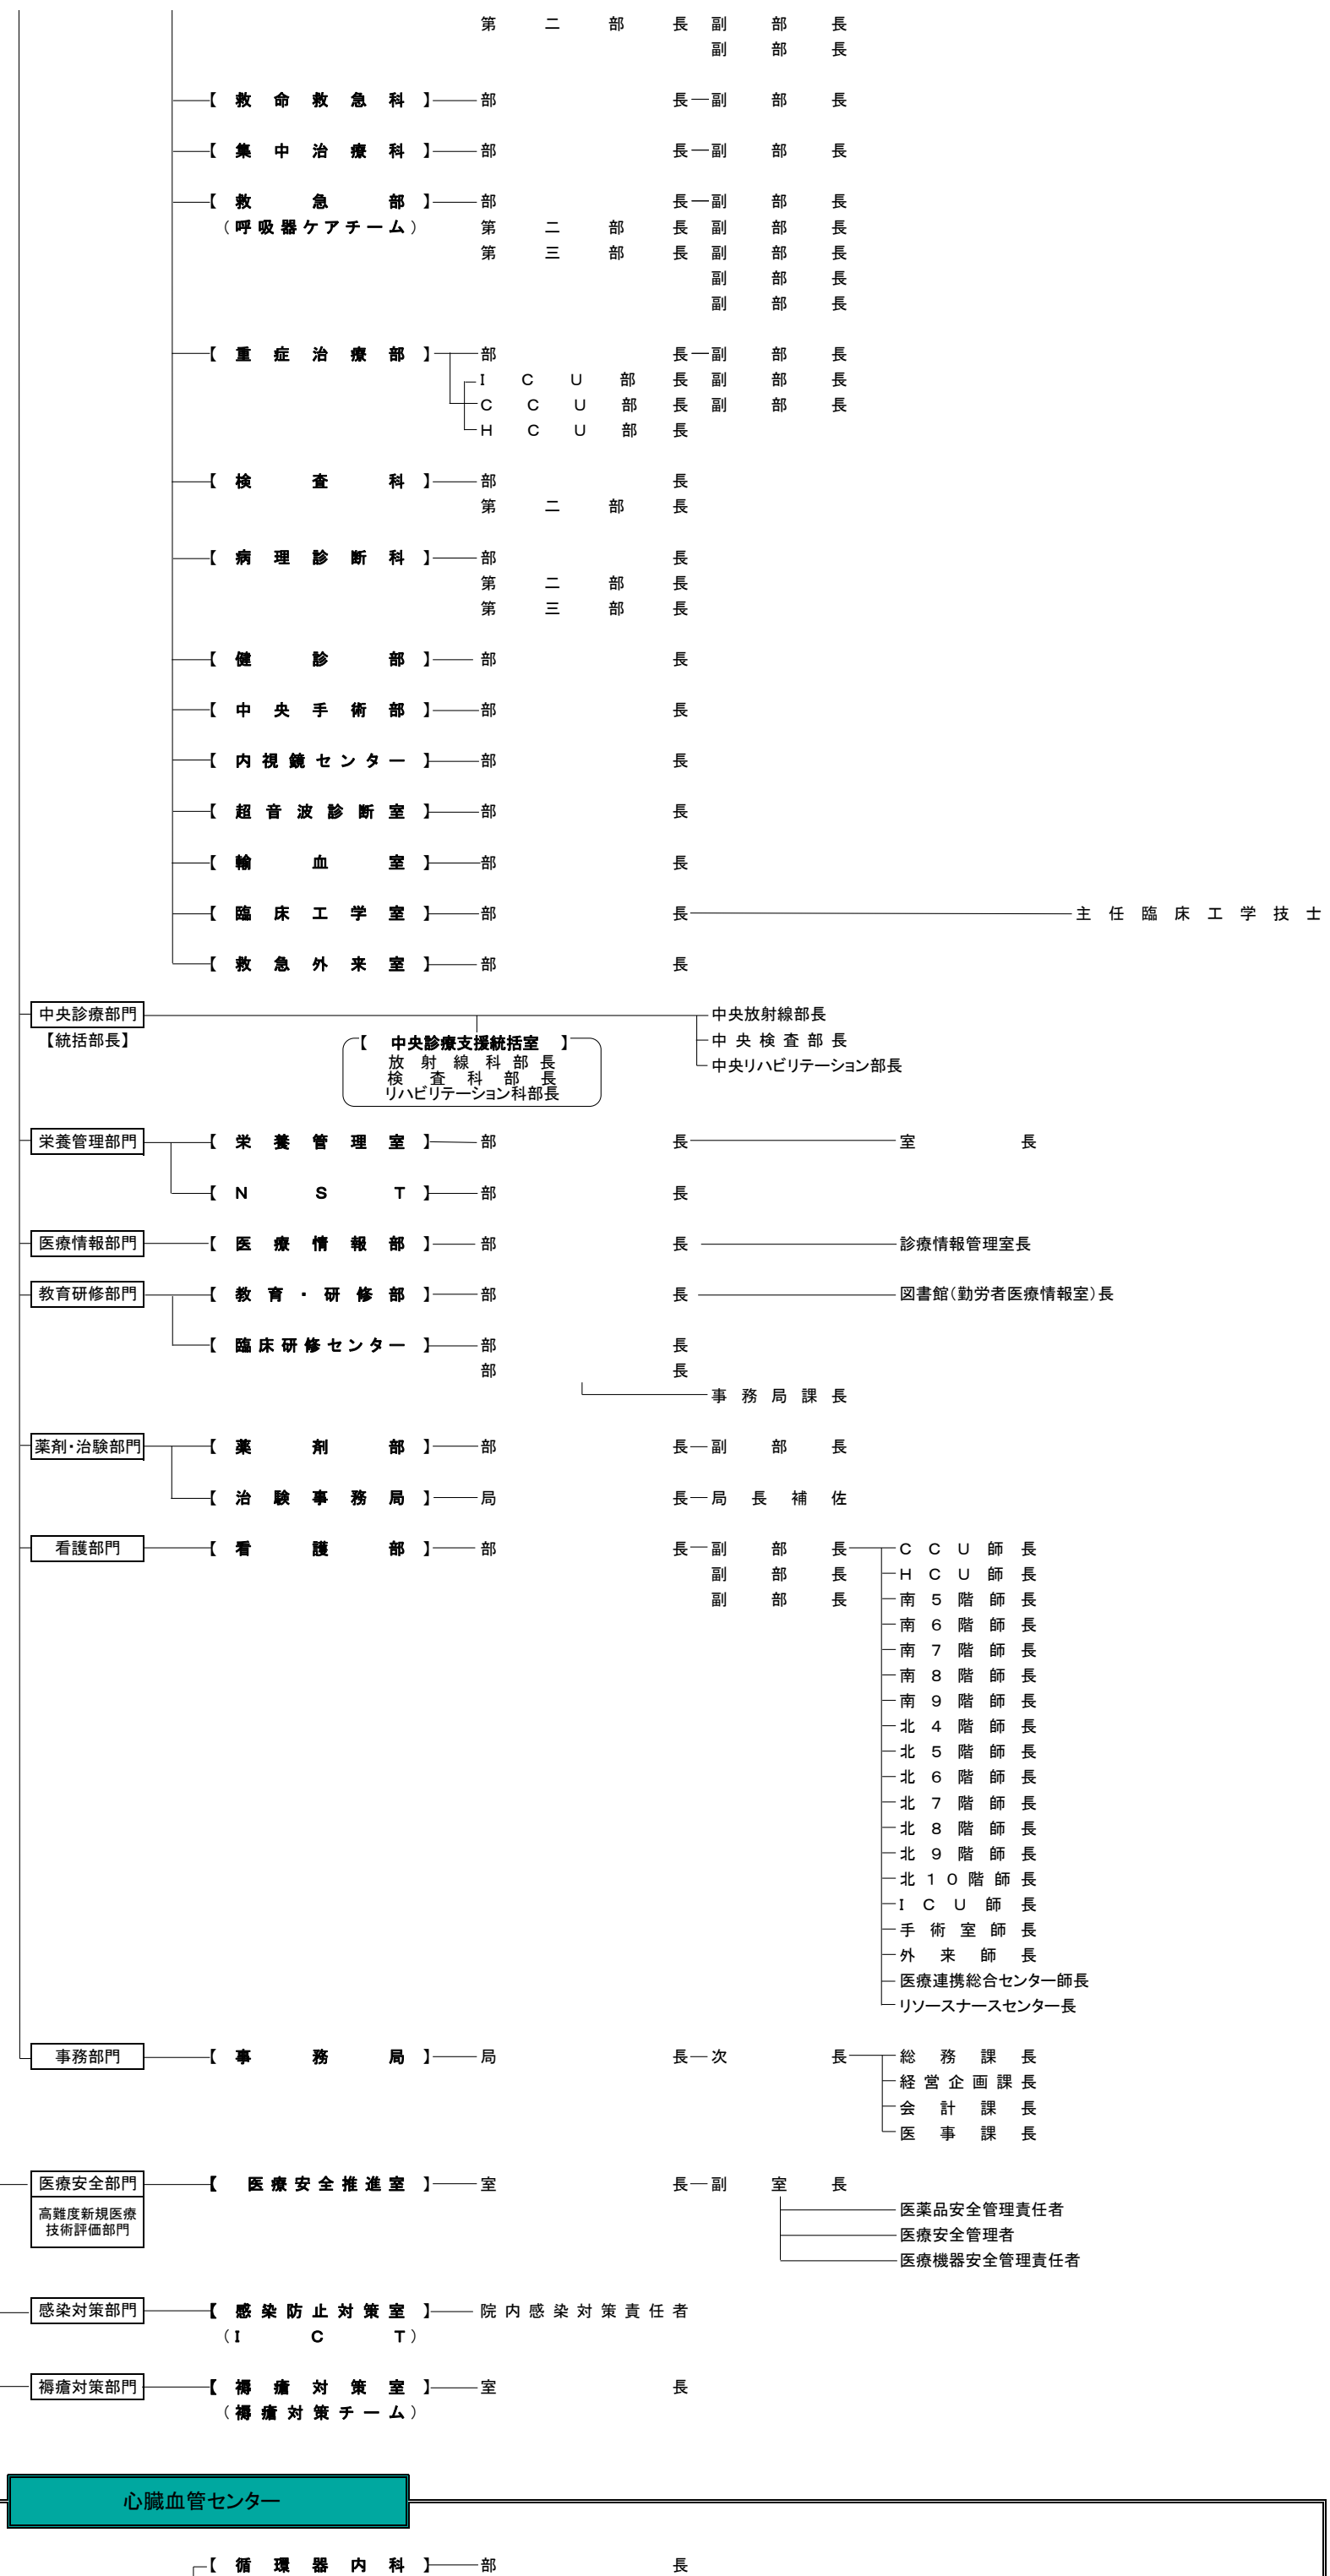 第二部長 副部長
副部長
【救命救急科】 部長 副部長
【集中治療科】 部長 副部長
【救急部】 部長 副部長
（呼吸器ケアチーム） 第二部長 副部長
第三部長 副部長
副部長
副部長
【重症治療部】 部長 副部長
ICU部長 副部長
CCU部長 副部長
HCU部長
【検査科】 部長
第二部長
【病理診断科】 部長
第二部長
第三部長
【健診部】 部長
【中央手術部】 部長
【内視鏡センター】 部長
【超音波診断室】 部長
【輸血室】 部長
【臨床工学室】 部長 主任臨床工学技士
【救急外来室】 部長
中央診療部門 中央放射線部長
【統括部長】 【中央診療支援統括室】 中央検査部長
放射線科部長 中央リハビリテーション部長
検査科部長
リハビリテーション科部長
栄養管理部門 【栄養管理室】 部長 室長
【NST】 部長
医療情報部門 【医療情報部】 部長 診療情報管理室長
教育研修部門 【教育・研修部】 部長 図書館（勤労者医療情報室）長
【臨床研修センター】 部長
部長
事務局課長
薬剤・治験部門 【薬剤部】 部長 副部長
【治験事務局】 局長 局長補佐
看護部門 【看護部】 部長 副部長 CCU師長
副部長 HCU師長
副部長 南5階師長
南6階師長
南7階師長
南8階師長
南9階師長
北4階師長
北5階師長
北6階師長
北7階師長
北8階師長
北9階師長
北10階師長
ICU師長
手術室師長
外来師長
医療連携総合センター師長
リソースナースセンター長
事務部門 【事務局】 局長 次長 総務課長
経営企画課長
会計課長
医事課長
医療安全部門 【医療安全推進室】 室長 副室長
高難度新規医療 医薬品安全管理責任者
技術評価部門 医療安全管理者
医療機器安全管理責任者
感染対策部門 【感染防止対策室】 院内感染対策責任者
（ICT）
褥瘡対策部門 【褥瘡対策室】 室長
（褥瘡対策チーム）
心臓血管センター
【循環器内科】 部長